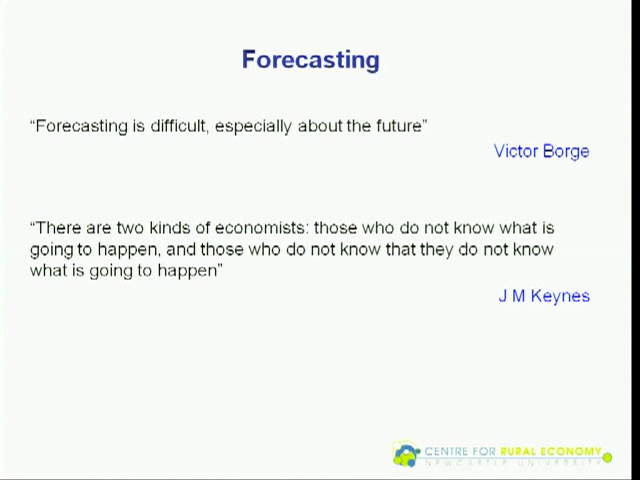 Forecasting
“Forecasting is difficult, especially about the future”
Victor Borge
“There are two kinds of economists: those who do not know what is
going to happen, and those who do not know that they do not know
what is going to happen”
J M Keynes
CENTRE FOR RURAL ECONOMY
NEWCASTLE UNIVERSITY